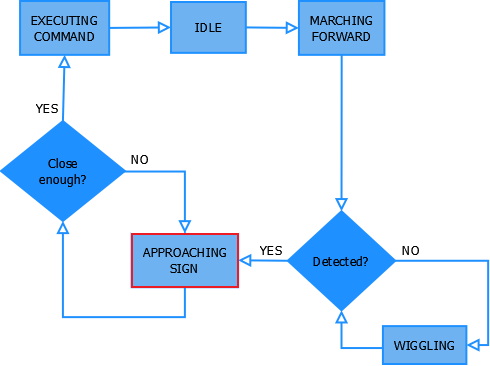 EXECUTING
COMMAND
IDLE
MARCHING
FORWARD
YES
Close
enough?
NO
APPROACHING
SIGN
YES
Detected?
NO
WIGGLING